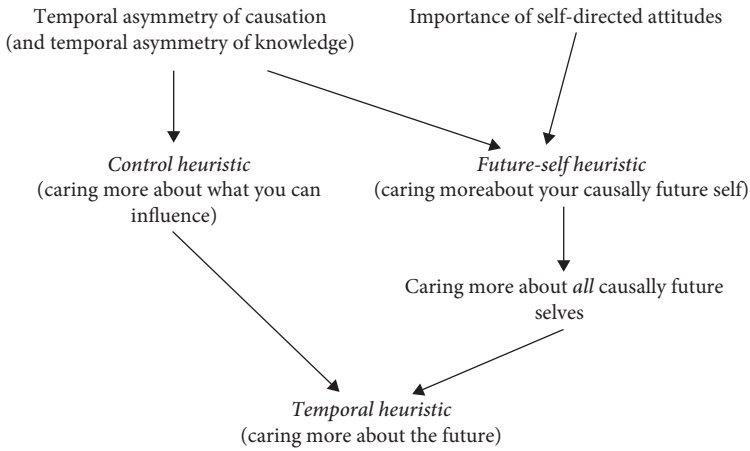 Temporal asymmetry of causation
(and temporal asymmetry of knowledge)
Importance of self-directed attitudes
Control heuristic
(caring more about what you can
influence)
Future-self heuristic
(caring moreabout your causally future self)
Caring more about all causally future
selves
Temporal heuristic
(caring more about the future)